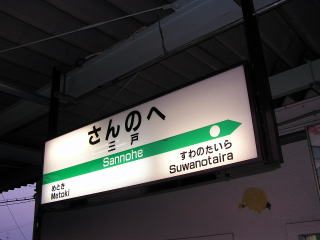 さんのへ
三戸
Sannohe
めとき
Metoki
すわのたいら
Suwanotaira